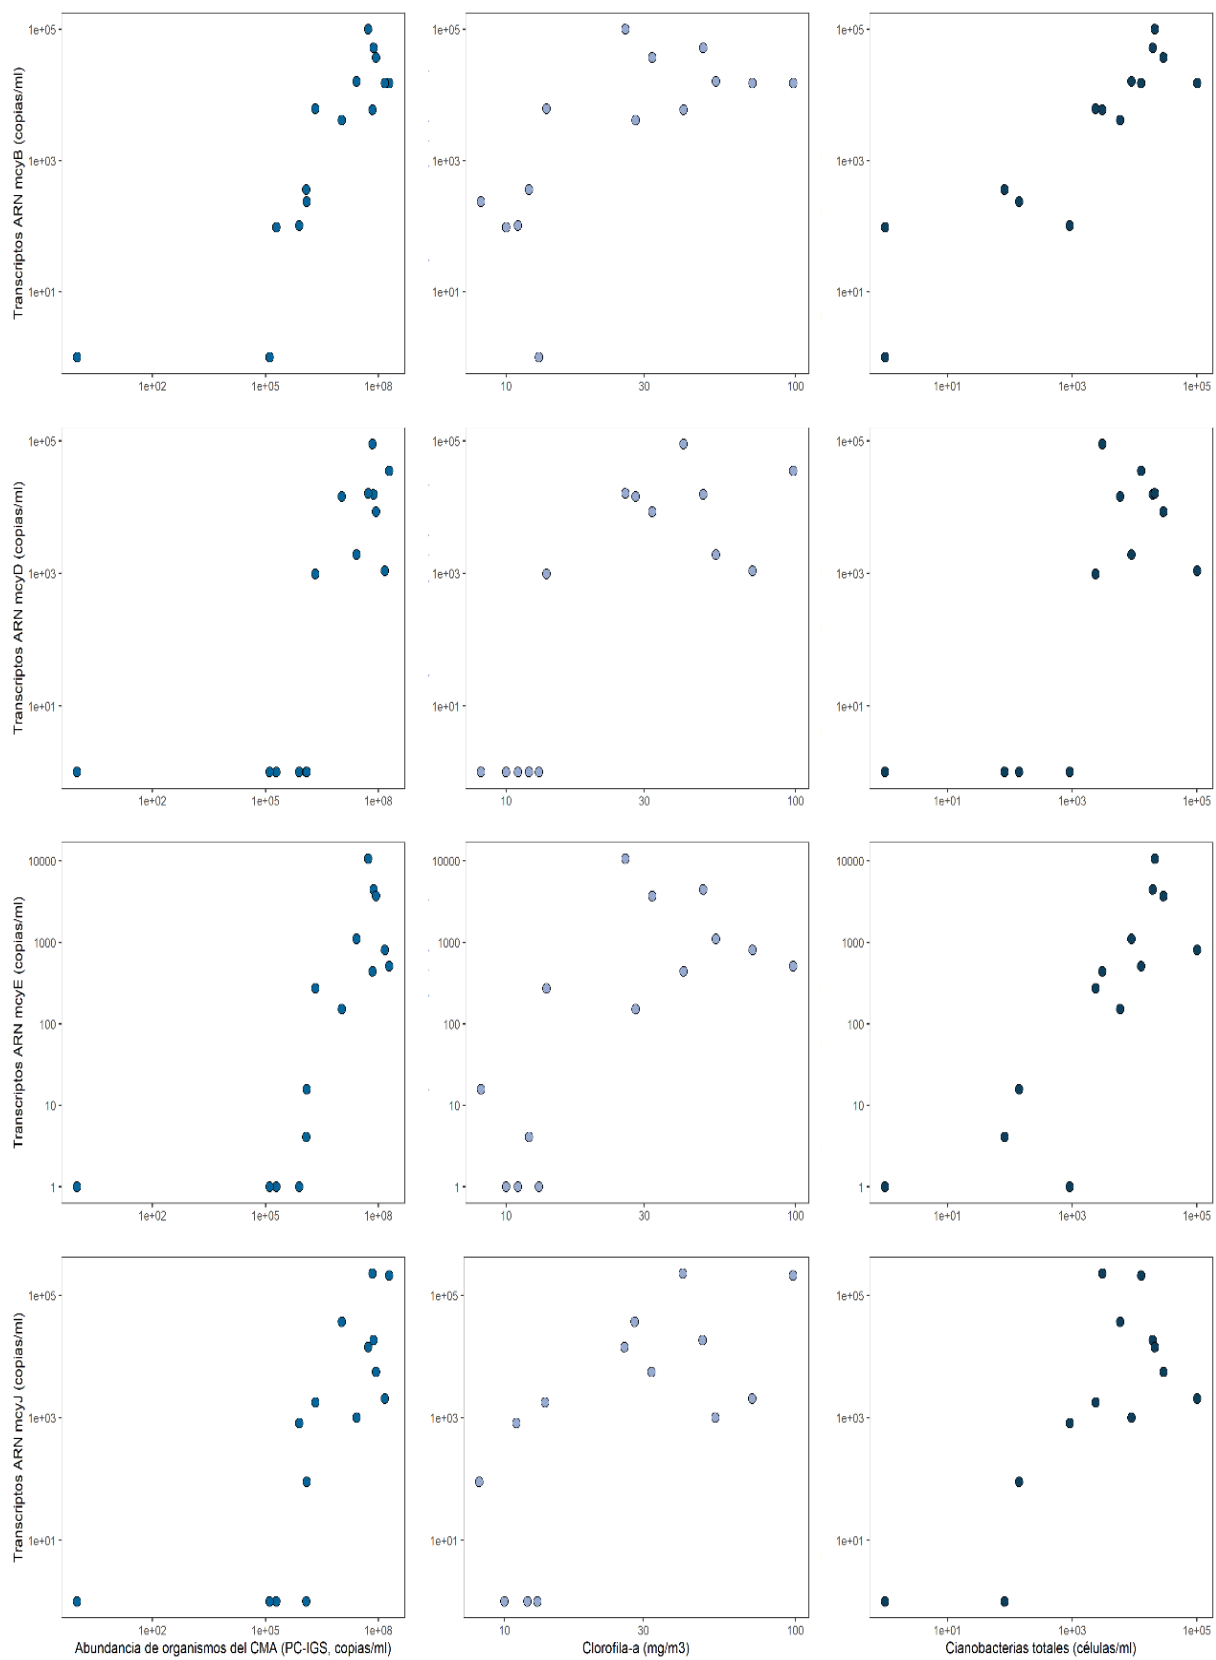 Transcriptos ARN mcyB (copias/ml)
1e+05
1e+03
1e+01
1e+02 1e+05 1e+08
1e+05
1e+03
1e+01
10 30 100
1e+05
1e+03
1e+01
1e+01 1e+03 1e+05
Transcriptos ARN mcyD (copias/ml)
1e+05
1e+03
1e+01
1e+02 1e+05 1e+08
1e+05
1e+03
1e+01
10 30 100
1e+05
1e+03
1e+01
1e+01 1e+03 1e+05
Transcriptos ARN mcyE (copias/ml)
10000
1000
100
10
1
1e+02 1e+05 1e+08
10000
1000
100
10
1
10 30 100
10000
1000
100
10
1
1e+01 1e+03 1e+05
Transcriptos ARN mcyJ (copias/ml)
1e+05
1e+03
1e+01
1e+02 1e+05 1e+08
Abundancia de organismos del CMA (PC-IGS, copias/ml)
1e+05
1e+03
1e+01
10 30 100
Clorofila-a (mg/m3)
1e+05
1e+03
1e+01
1e+01 1e+03 1e+05
Cianobacterias totales (células/ml)